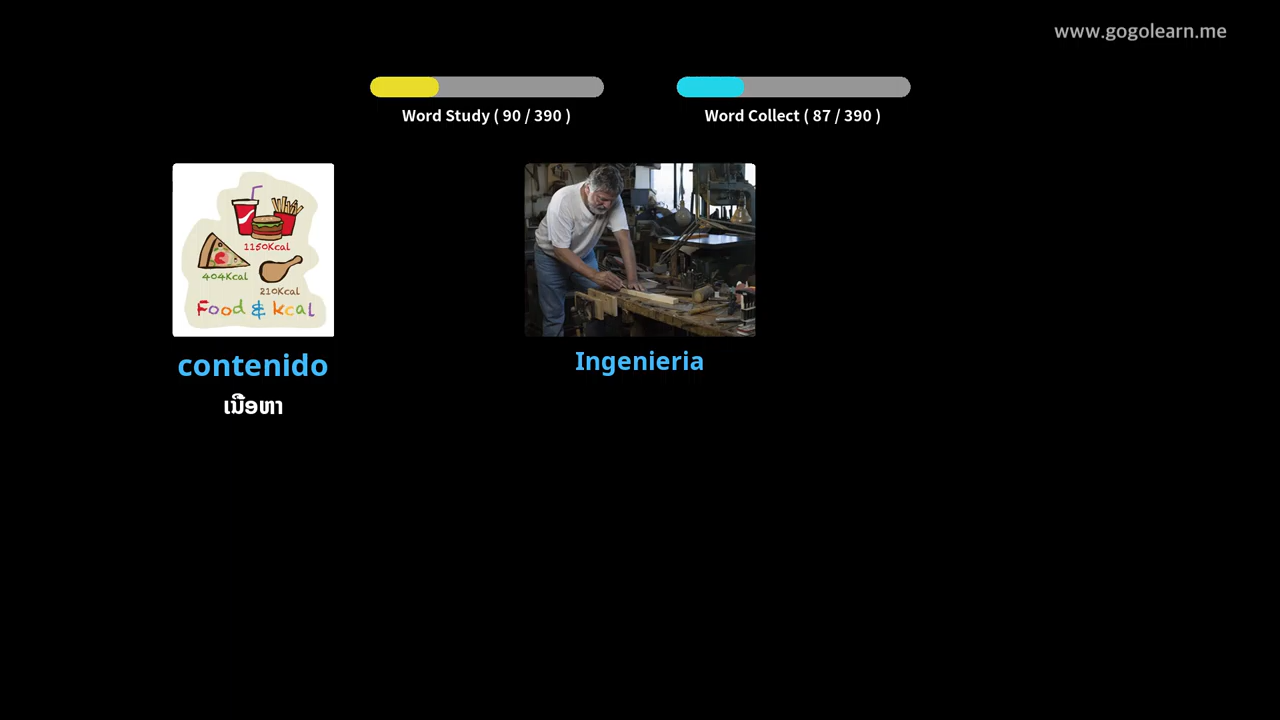 www.gogolearn.me
Word Study ( 90 / 390 )
Word Collect ( 87 / 390 )
1150Kcal
404Kcal
210Kcal
Food & kcal
contenido
ເນື້ອຫາ
Ingenieria